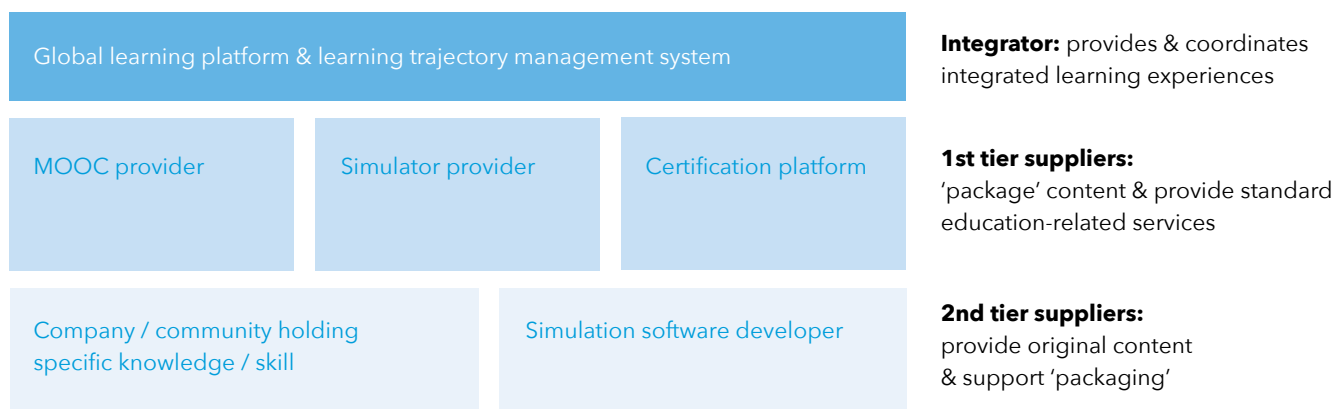 Global learning platform & learning trajectory management system
Integrator: provides & coordinates
integrated learning experiences
MOOC provider
Simulator provider
Certification platform
1st tier suppliers:
‘package’ content & provide standard
education-related services
Company / community holding
specific knowledge / skill
Simulation software developer
2nd tier suppliers:
provide original content
& support ‘packaging’